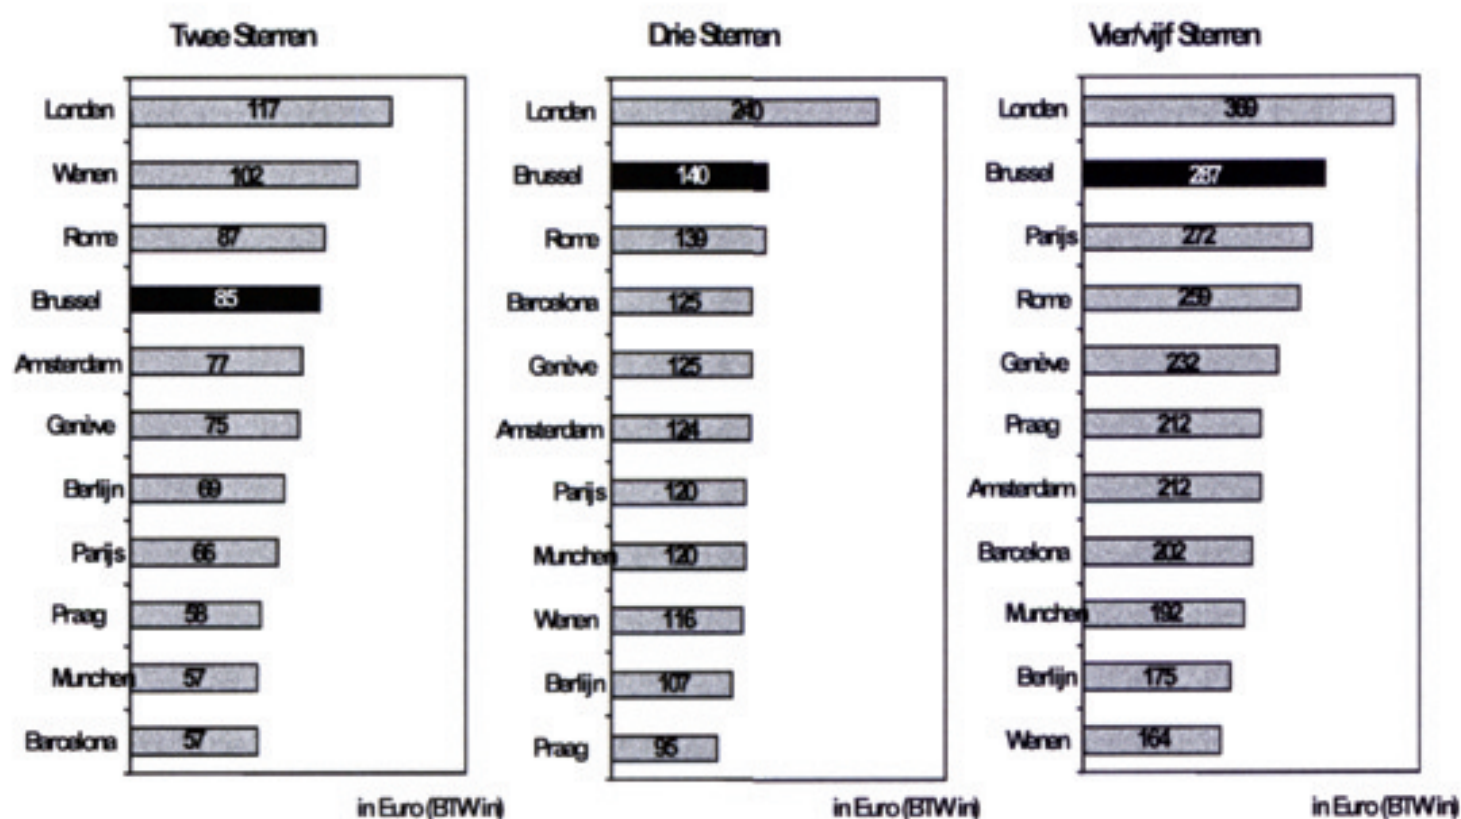 Twee Sterren
Londen 117
Wenen 102
Rome 87
Brussel 85
Amsterdam 77
Genève 75
Berlijn 69
Parijs 66
Praag 58
Munchen 57
Barcelona 57
in Euro (BTW in)
Drie Sterren
Londen 240
Brussel 140
Rome 139
Barcelona 125
Genève 125
Amsterdam 124
Parijs 120
Munchen 120
Wenen 116
Berlijn 107
Praag 95
in Euro (BTW in)
Vier/vijf Sterren
Londen 369
Brussel 287
Parijs 272
Rome 259
Genève 232
Praag 212
Amsterdam 212
Barcelona 202
Munchen 192
Berlijn 175
Wenen 164
in Euro (BTW in)